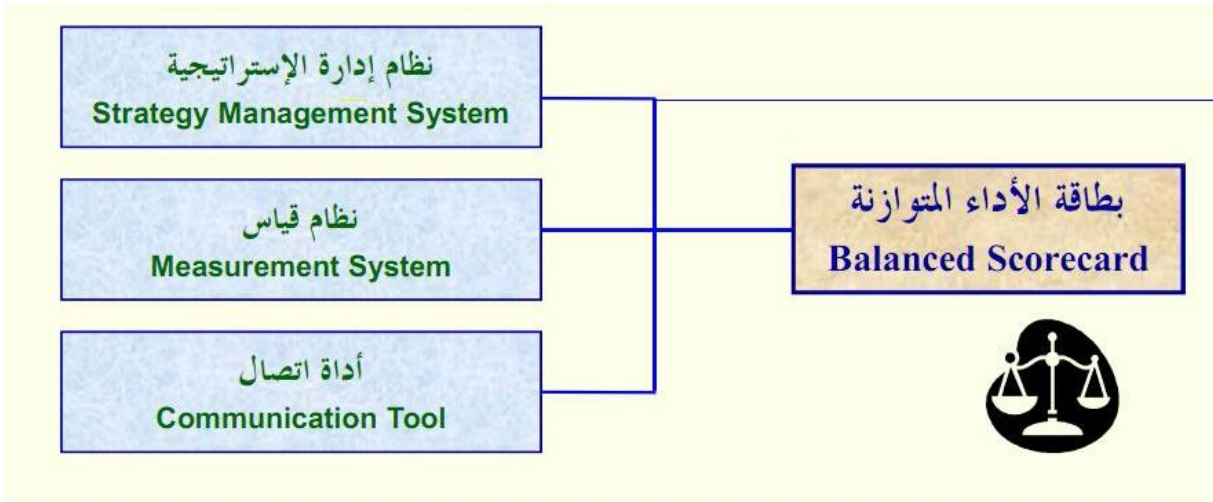 نظام إدارة الإستراتيجية
Strategy Management System
نظام قياس
Measurement System
أداة اتصال
Communication Tool
بطاقة الأداء المتوازنة
Balanced Scorecard